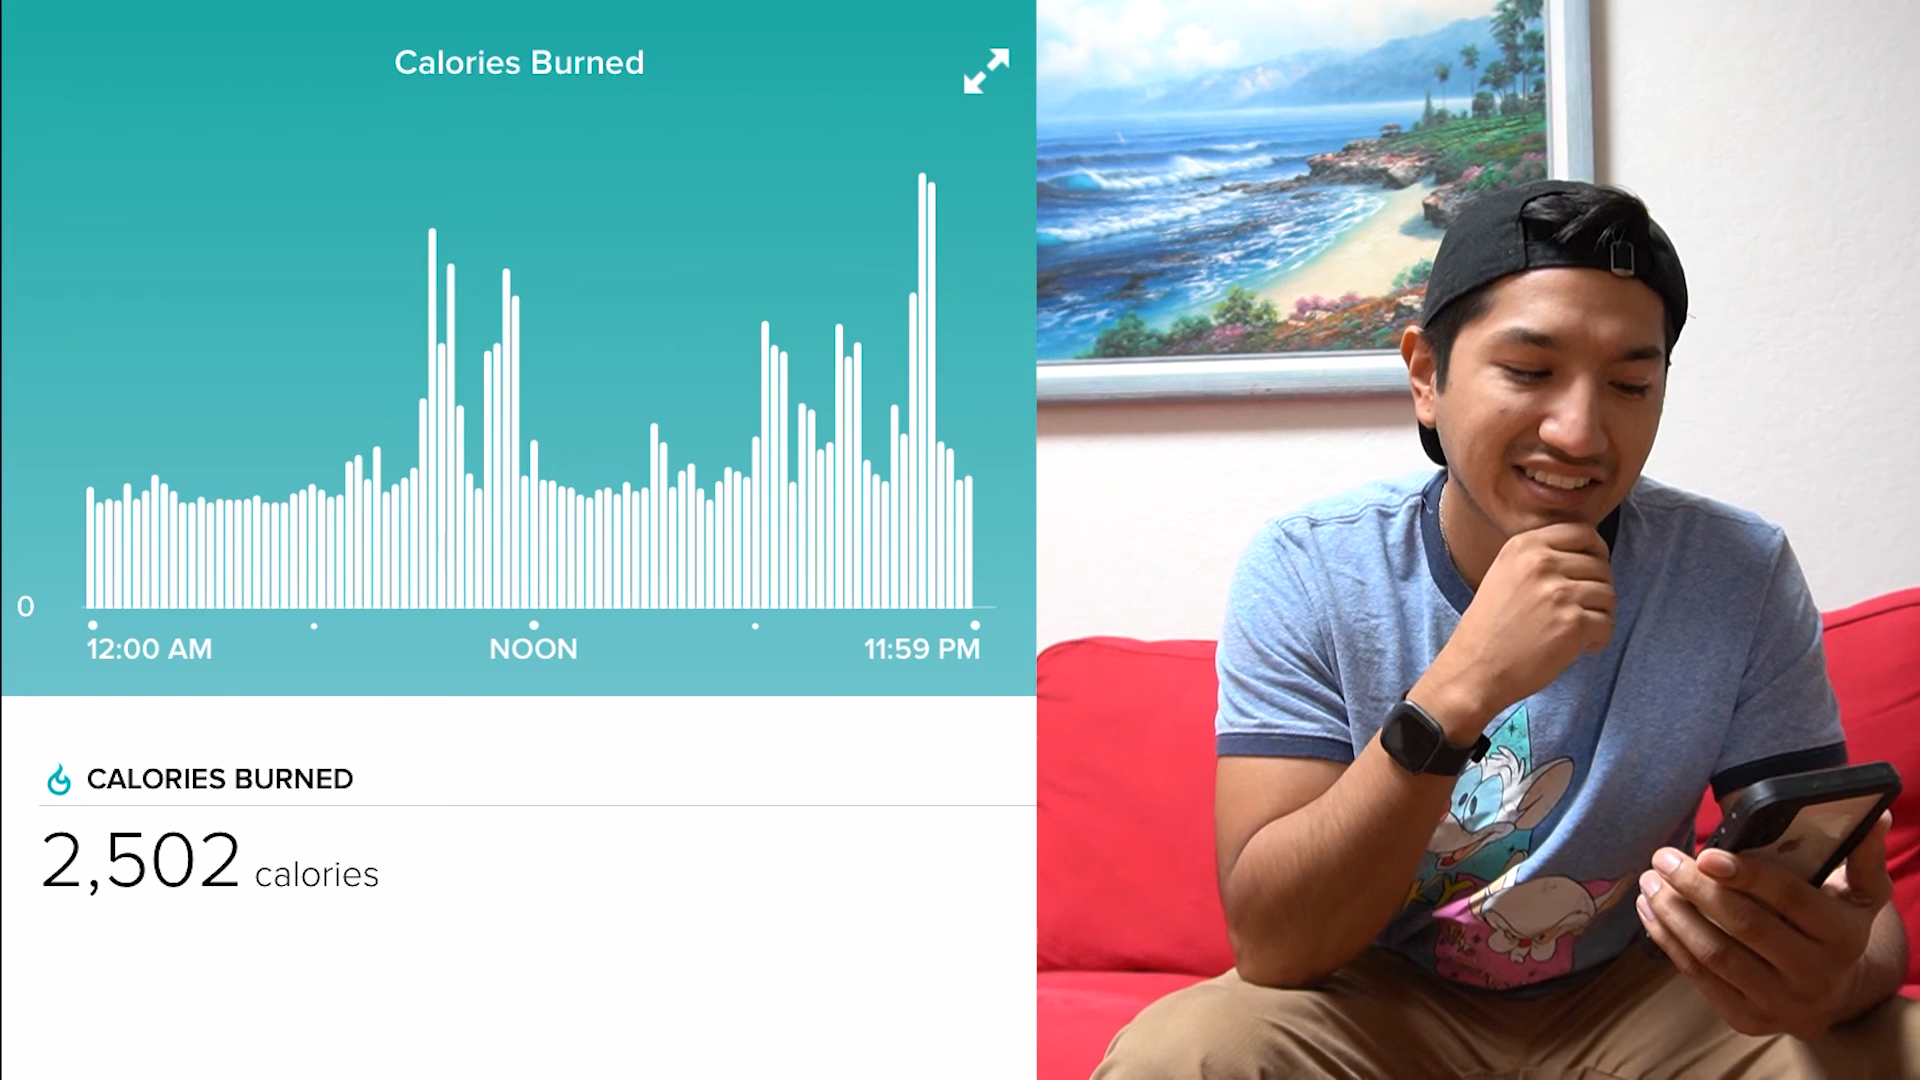 Calories Burned
0
12:00 AM NOON 11:59 PM
CALORIES BURNED
2,502 calories